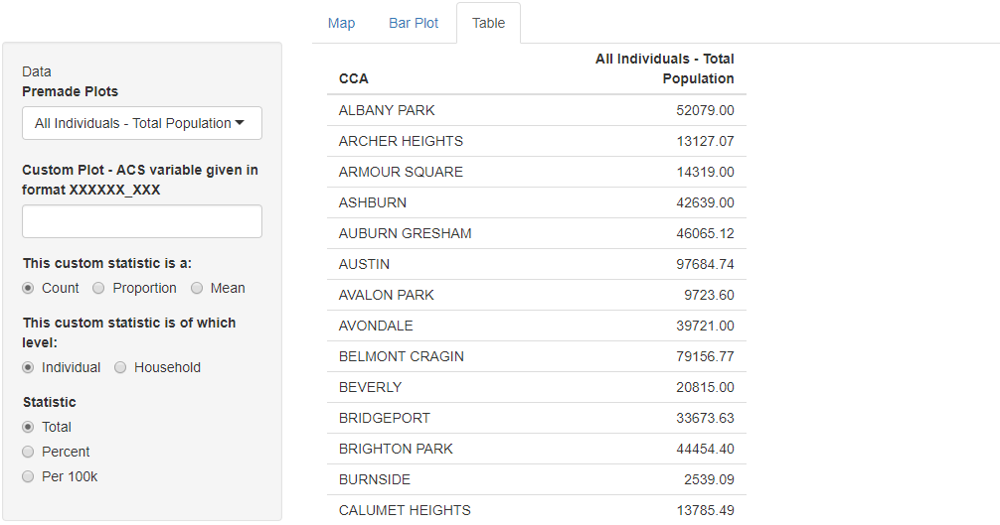 Map Bar Plot Table
Data
Premade Plots
All Individuals - Total Population
Custom Plot - ACS variable given in
format XXXXXX_XXX
This custom statistic is a:
Count Proportion Mean
This custom statistic is of which
level:
Individual Household
Statistic
Total
Percent
Per 100k
All Individuals - Total
CCA Population
ALBANY PARK 52079.00
ARCHER HEIGHTS 13127.07
ARMOUR SQUARE 14319.00
ASHBURN 42639.00
AUBURN GRESHAM 46065.12
AUSTIN 97684.74
AVALON PARK 9723.60
AVONDALE 39721.00
BELMONT CRAGIN 79156.77
BEVERLY 20815.00
BRIDGEPORT 33673.63
BRIGHTON PARK 44454.40
BURNSIDE 2539.09
CALUMET HEIGHTS 13785.49